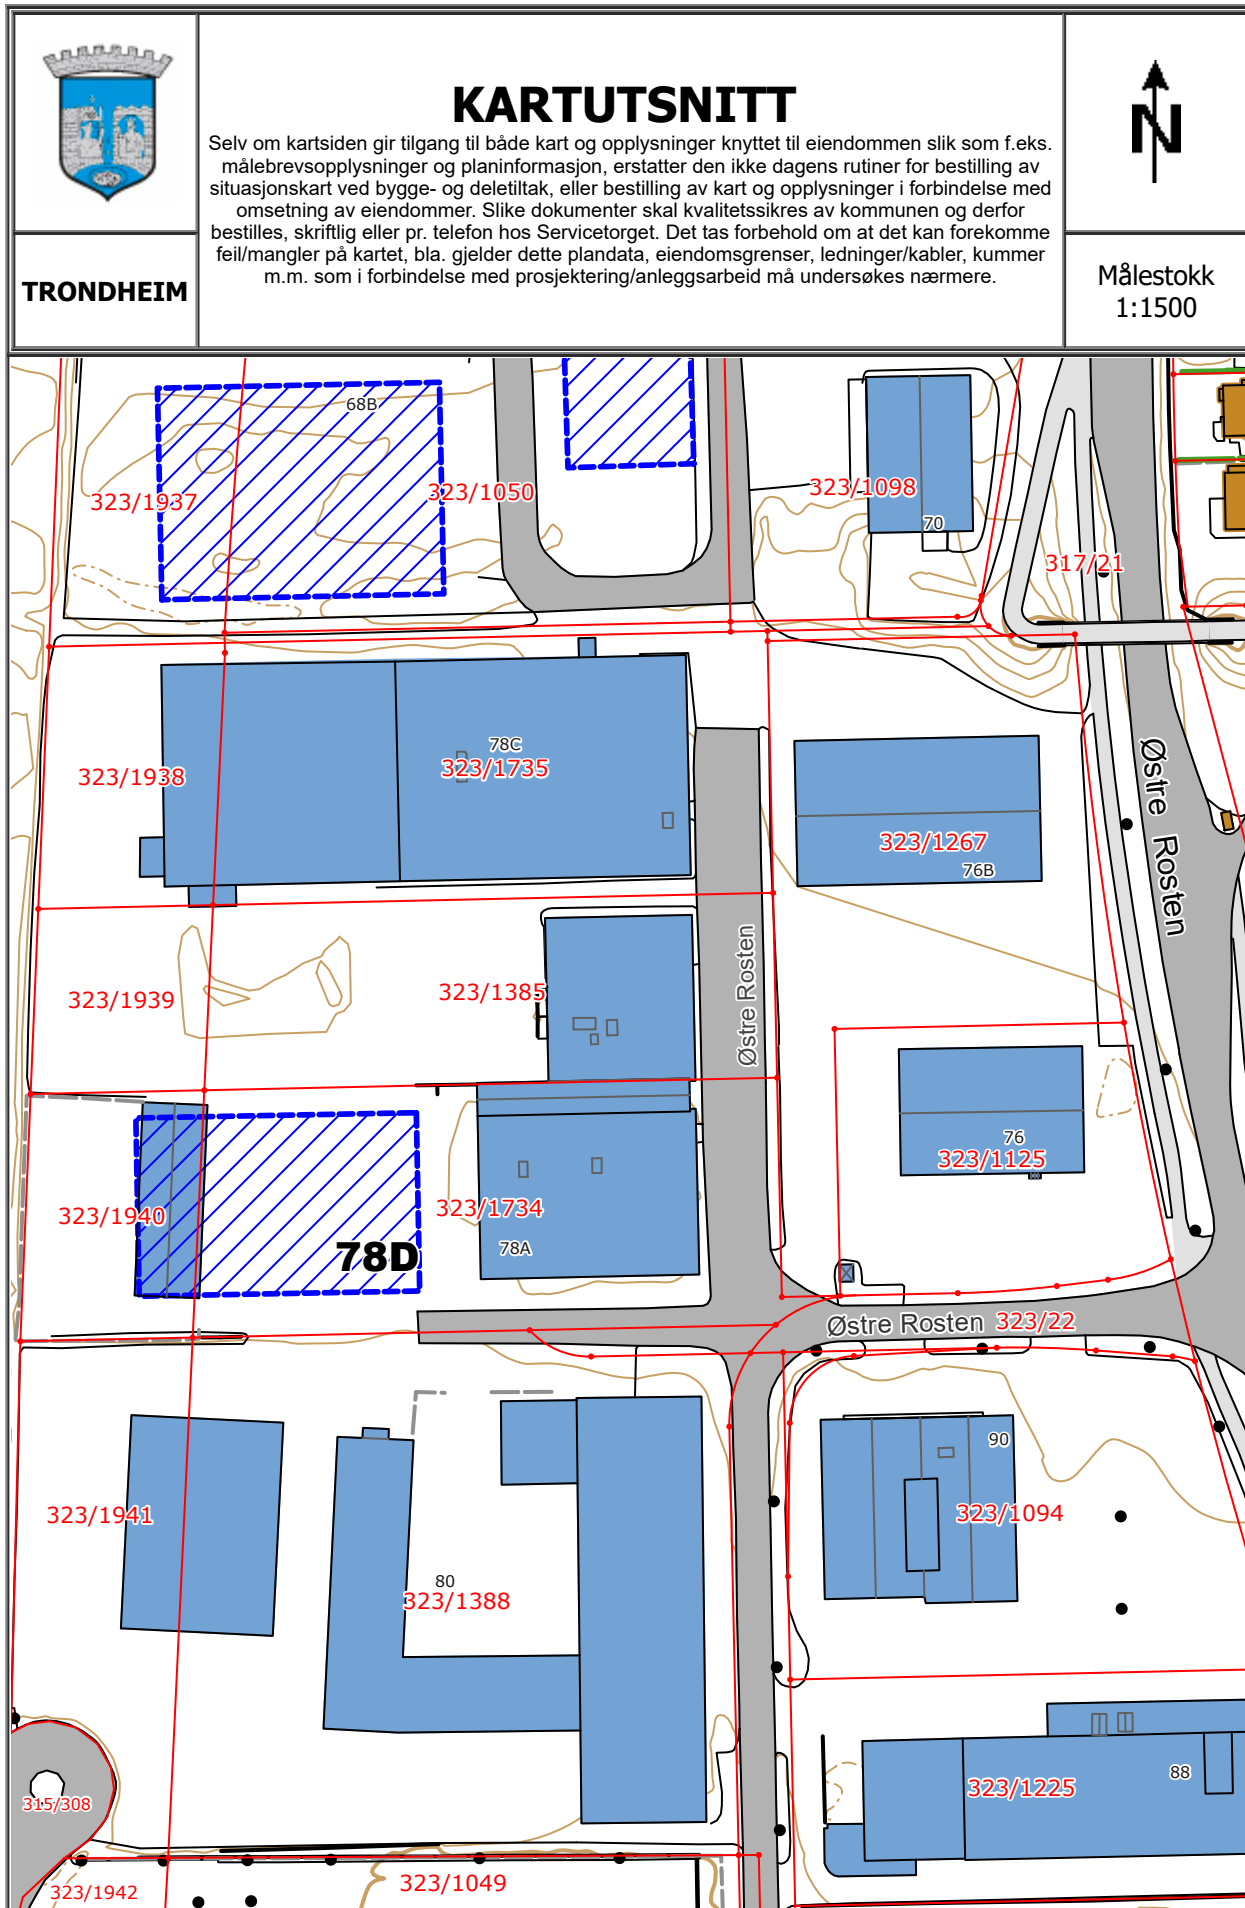 KARTUTSNITT
Selv om kartsiden gir tilgang til både kart og opplysninger knyttet til eiendommen slik som f.eks.
målebrevsopplysninger og planinformasjon, erstatter den ikke dagens rutiner for bestilling av
situasjonskart ved bygge- og deletiltak, eller bestilling av kart og opplysninger i forbindelse med
omsetning av eiendommer. Slike dokumenter skal kvalitetssikres av kommunen og derfor
bestilles, skriftlig eller pr. telefon hos Servicetorget. Det tas forbehold om at det kan forekomme
feil/mangler på kartet, bla. gjelder dette plandata, eiendomsgrenser, ledninger/kabler, kummer
m.m. som i forbindelse med prosjektering/anleggsarbeid må undersøkes nærmere.
TRONDHEIM
N
Målestokk
1:1500
68B
323/1937
323/1050
323/1098
70
317/21
78C
323/1938
323/1735
323/1267
76B
Østre Rosten
Østre Rosten
323/1939
323/1385
76
323/1125
323/1940
323/1734
78D
78A
Østre Rosten 323/22
90
323/1941
323/1094
80
323/1388
88
323/1225
315/308
323/1942
323/1049